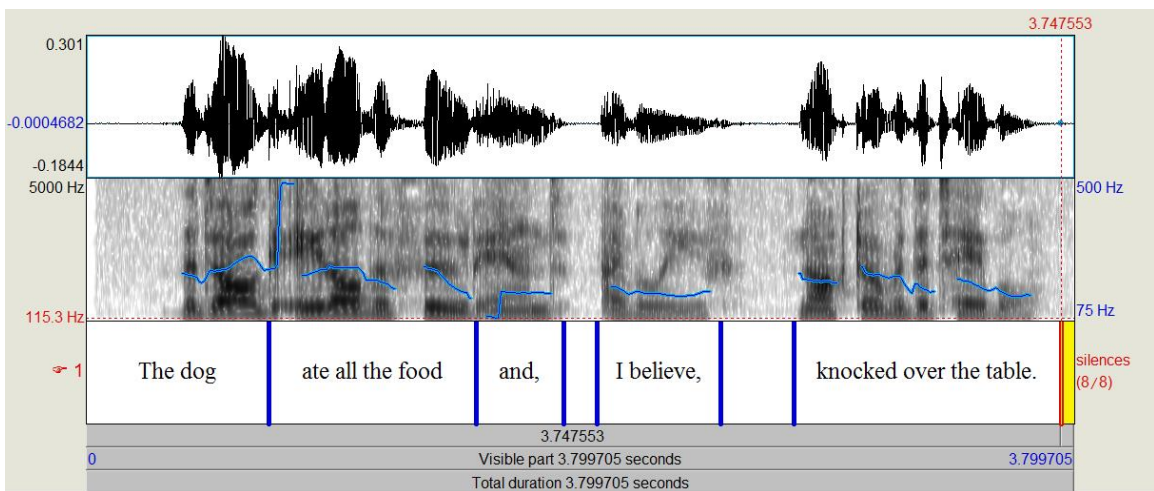 3.747553
0.301
-0.0004682
-0.1844
5000 Hz
500 Hz
115.3 Hz
75 Hz
☞ 1
The dog
ate all the food
and,
I believe,
knocked over the table.
silences
(8/8)
3.747553
0
Visible part 3.799705 seconds
3.799705
Total duration 3.799705 seconds